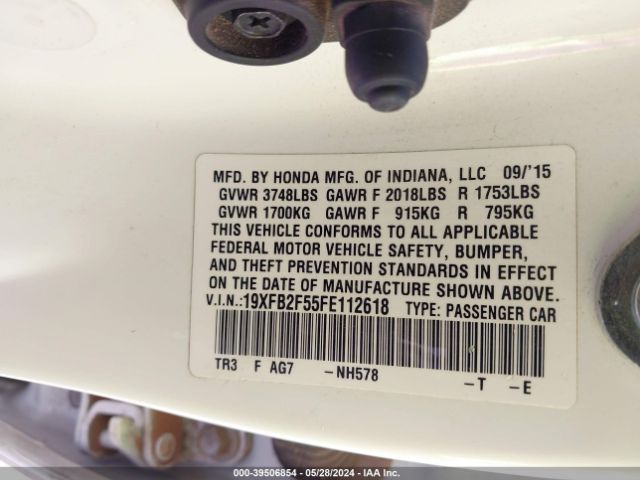 MFD. BY HONDA MFG. OF INDIANA, LLC 09/'15
GVWR 3748LBS GAWR F 2018LBS R 1753LBS
GVWR 1700KG GAWR F 915KG R 795KG
THIS VEHICLE CONFORMS TO ALL APPLICABLE
FEDERAL MOTOR VEHICLE SAFETY, BUMPER,
AND THEFT PREVENTION STANDARDS IN EFFECT
ON THE DATE OF MANUFACTURE SHOWN ABOVE.
V.I.N.:19XFB2F55FE112618 TYPE: PASSENGER CAR
TR3 F AG7 -NH578 -T -E
000-39506854 - 05/28/2024 - IAA Inc.